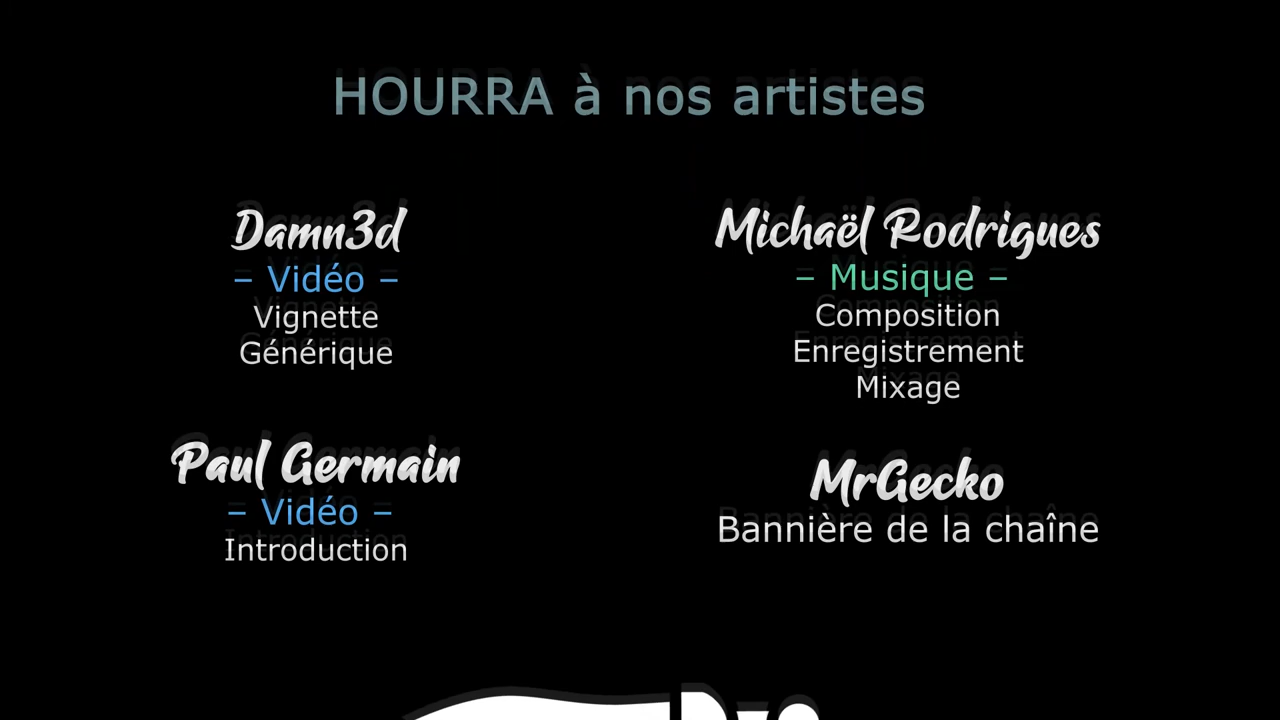 HOURRA à nos artistes
Damn3d
– Vidéo –
Vignette
Générique
Michaël Rodrigues
– Musique –
Composition
Enregistrement
Mixage
Paul Germain
– Vidéo –
Introduction
MrGecko
Bannière de la chaîne